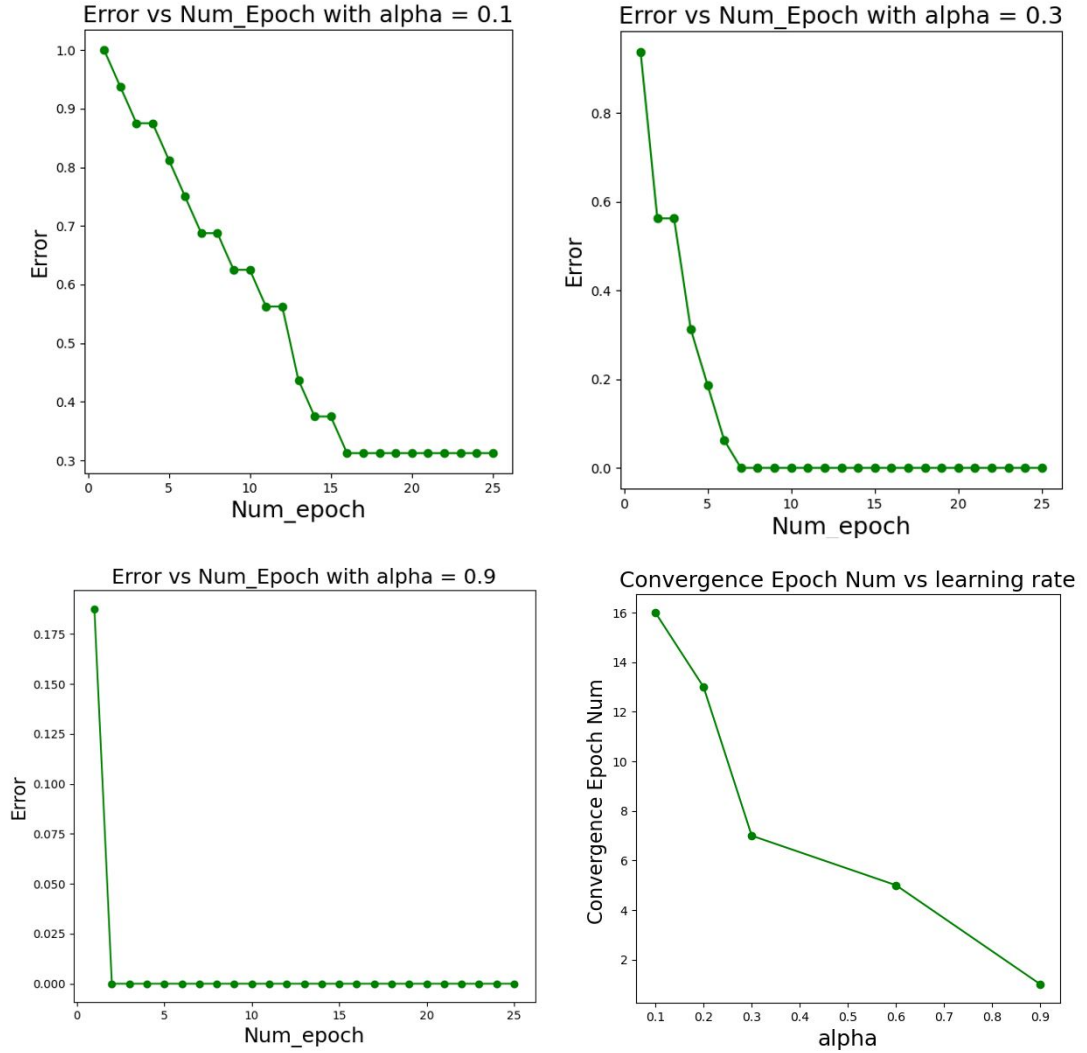 Error vs Num_Epoch with alpha = 0.1
1.0
0.9
0.8
0.7
0.6
0.5
0.4
0.3
Error
0 5 10 15 20 25
Num_epoch
Error vs Num_Epoch with alpha = 0.3
0.8
0.6
0.4
0.2
0.0
Error
0 5 10 15 20 25
Num_epoch
Error vs Num_Epoch with alpha = 0.9
0.175
0.150
0.125
0.100
0.075
0.050
0.025
0.000
Error
0 5 10 15 20 25
Num_epoch
Convergence Epoch Num vs learning rate
16
14
12
10
8
6
4
2
Convergence Epoch Num
0.1 0.2 0.3 0.4 0.5 0.6 0.7 0.8 0.9
alpha